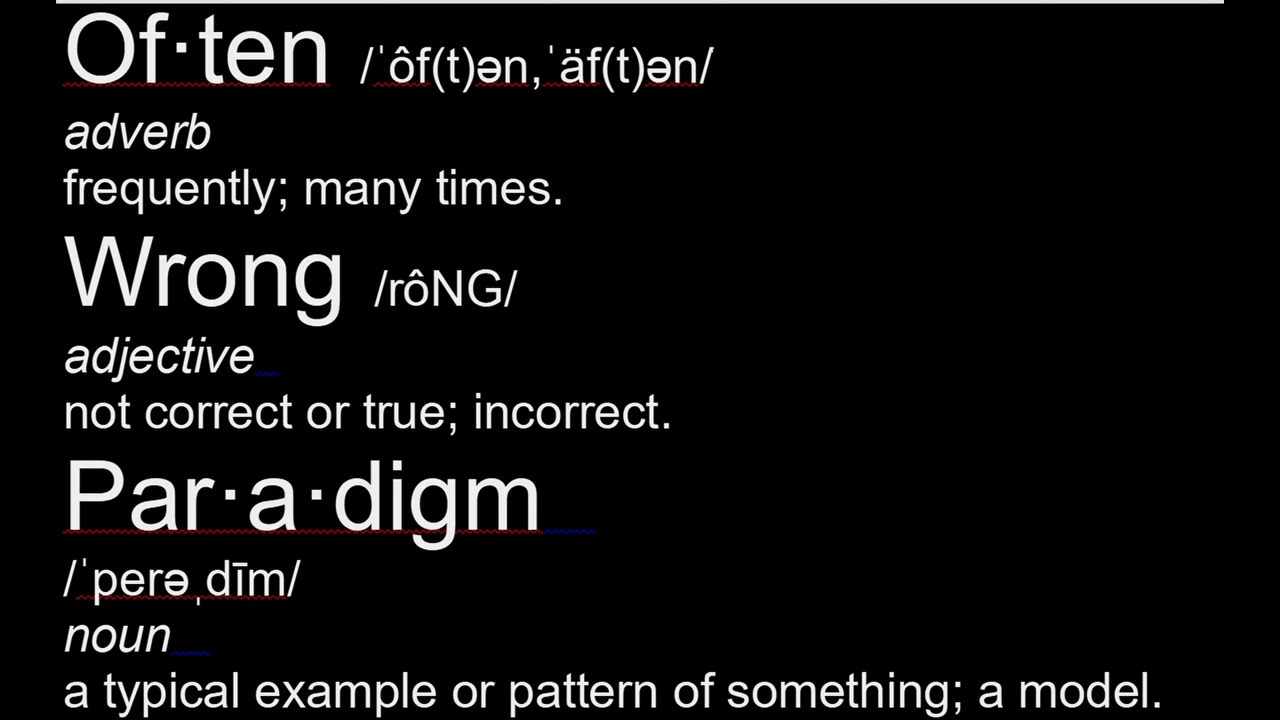 Of·ten /ˈôf(t)ən,ˈäf(t)ən/
adverb
frequently; many times.
Wrong /rôNG/
adjective
not correct or true; incorrect.
Par·a·digm
/ˈperəˌdīm/
noun
a typical example or pattern of something; a model.